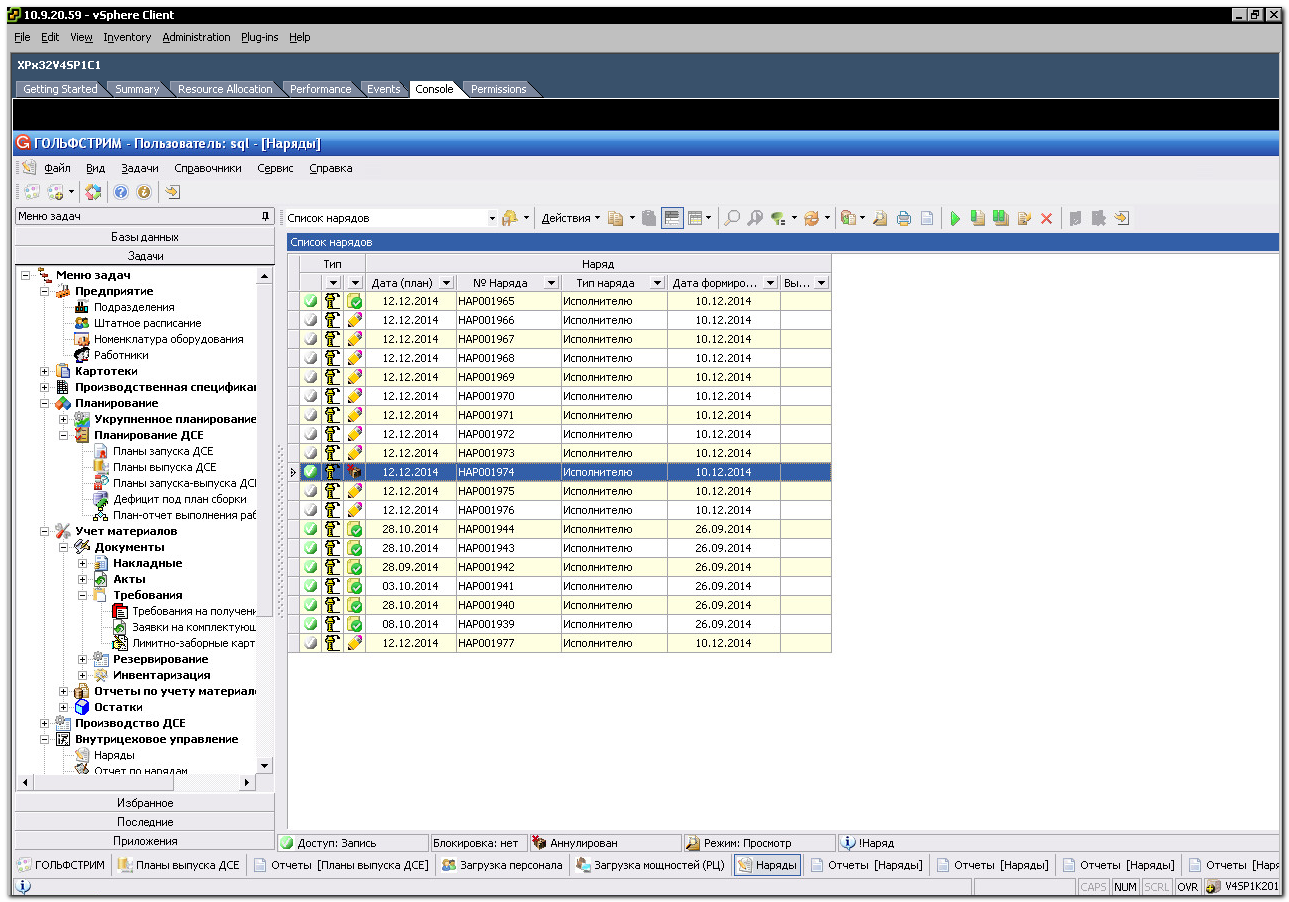 10.9.20.59 - vSphere Client
File Edit View Inventory Administration Plug-ins Help
XPx32V4SP1C1
Getting Started Summary Resource Allocation Performance Events Console Permissions
ГОЛЬФСТРИМ - Пользователь: sql - [Наряды]
Файл Вид Задачи Справочники Сервис Справка
Меню задач
Базы данных
Задачи
Меню задач
Предприятие
Подразделения
Штатное расписание
Номенклатура оборудования
Работники
Картотеки
Производственная специфика
Планирование
Укрупненное планирование
Планирование ДСЕ
Планы запуска ДСЕ
Планы выпуска ДСЕ
Планы запуска-выпуска ДС
Дефицит под план сборки
План-отчет выполнения раб
Учет материалов
Документы
Накладные
Акты
Требования
Требования на получени
Заявки на комплектующ
Лимитно-заборные карт
Резервирование
Инвентаризация
Отчеты по учету материал
Остатки
Производство ДСЕ
Внутрицеховое управление
Наряды
Отчет по нарядам
Избранное
Последние
Приложения
Список нарядов Действия
Список нарядов
Тип Наряд
Дата (план) № Наряда Тип наряда Дата формиро... Вы...
12.12.2014 НАР001965 Исполнителю 10.12.2014
12.12.2014 НАР001966 Исполнителю 10.12.2014
12.12.2014 НАР001967 Исполнителю 10.12.2014
12.12.2014 НАР001968 Исполнителю 10.12.2014
12.12.2014 НАР001969 Исполнителю 10.12.2014
12.12.2014 НАР001970 Исполнителю 10.12.2014
12.12.2014 НАР001971 Исполнителю 10.12.2014
12.12.2014 НАР001972 Исполнителю 10.12.2014
12.12.2014 НАР001973 Исполнителю 10.12.2014
12.12.2014 НАР001974 Исполнителю 10.12.2014
12.12.2014 НАР001975 Исполнителю 10.12.2014
12.12.2014 НАР001976 Исполнителю 10.12.2014
28.10.2014 НАР001944 Исполнителю 26.09.2014
28.10.2014 НАР001943 Исполнителю 26.09.2014
28.09.2014 НАР001942 Исполнителю 26.09.2014
03.10.2014 НАР001941 Исполнителю 26.09.2014
28.10.2014 НАР001940 Исполнителю 26.09.2014
08.10.2014 НАР001939 Исполнителю 26.09.2014
12.12.2014 НАР001977 Исполнителю 10.12.2014
Доступ: Запись Блокировка: нет Аннулирован Режим: Просмотр !Наряд
ГОЛЬФСТРИМ Планы выпуска ДСЕ Отчеты [Планы выпуска ДСЕ] Загрузка персонала Загрузка мощностей (РЦ) Наряды Отчеты [Наряды] Отчеты [Наряды] Отчеты [Наряды] Отчеты [Наря
CAPS NUM SCRL OVR V4SP1K201